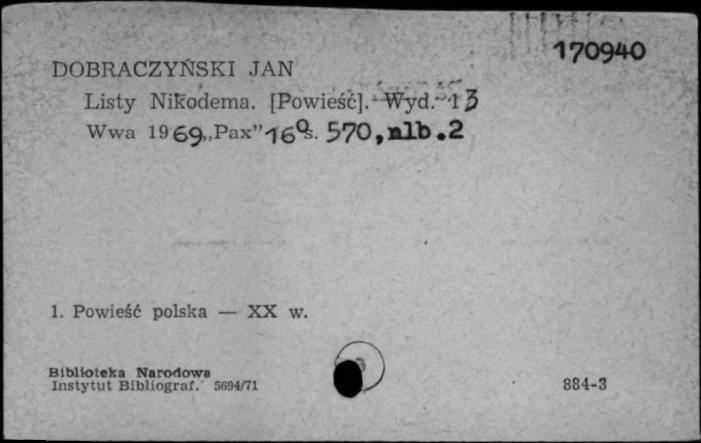 170940
DOBRACZYŃSKI JAN
Listy Nikodema. [Powieść]. Wyd. 13
Wwa 1969 „Pax” 16° s. 570, nlb. 2
1. Powieść polska — XX w.
Biblioteka Narodowa
Instytut Bibliograf. 5694/71
884-3